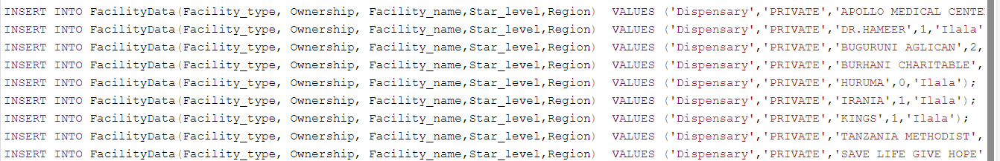 INSERT INTO FacilityData(Facility_type, Ownership, Facility_name,Star_level,Region)  VALUES ('Dispensary','PRIVATE','APOLLO MEDICAL CENTE
INSERT INTO FacilityData(Facility_type, Ownership, Facility_name,Star_level,Region)  VALUES ('Dispensary','PRIVATE','DR.HAMEER',1,'Ilala'
INSERT INTO FacilityData(Facility_type, Ownership, Facility_name,Star_level,Region)  VALUES ('Dispensary','PRIVATE','BUGURUNI AGLICAN',2,
INSERT INTO FacilityData(Facility_type, Ownership, Facility_name,Star_level,Region)  VALUES ('Dispensary','PRIVATE','BURHANI CHARITABLE',
INSERT INTO FacilityData(Facility_type, Ownership, Facility_name,Star_level,Region)  VALUES ('Dispensary','PRIVATE','HURUMA',0,'Ilala');
INSERT INTO FacilityData(Facility_type, Ownership, Facility_name,Star_level,Region)  VALUES ('Dispensary','PRIVATE','IRANIA',1,'Ilala');
INSERT INTO FacilityData(Facility_type, Ownership, Facility_name,Star_level,Region)  VALUES ('Dispensary','PRIVATE','KINGS',1,'Ilala');
INSERT INTO FacilityData(Facility_type, Ownership, Facility_name,Star_level,Region)  VALUES ('Dispensary','PRIVATE','TANZANIA METHODIST',
INSERT INTO FacilityData(Facility_type, Ownership, Facility_name,Star_level,Region)  VALUES ('Dispensary','PRIVATE','SAVE LIFE GIVE HOPE'